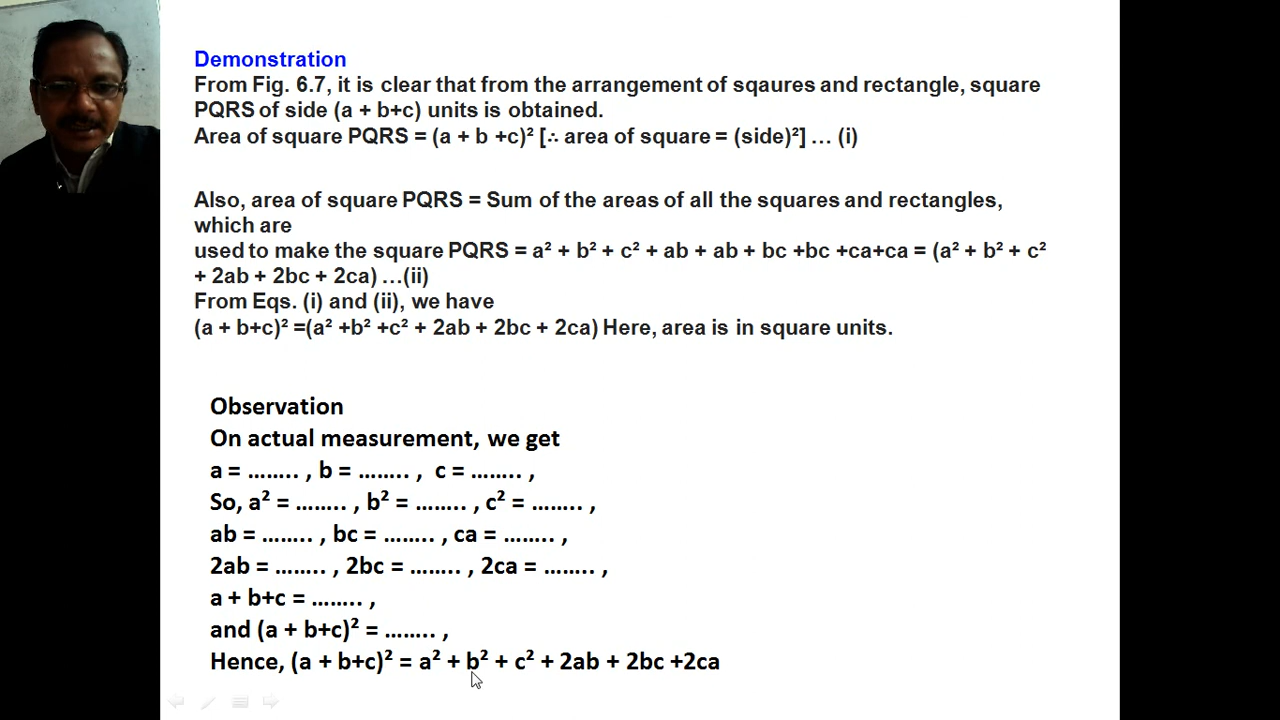 Demonstration
From Fig. 6.7, it is clear that from the arrangement of sqaures and rectangle, square
PQRS of side (a + b+c) units is obtained.
Area of square PQRS = (a + b +c)² [∴ area of square = (side)²] … (i)
Also, area of square PQRS = Sum of the areas of all the squares and rectangles,
which are
used to make the square PQRS = a² + b² + c² + ab + ab + bc +bc +ca+ca = (a² + b² + c²
+ 2ab + 2bc + 2ca) …(ii)
From Eqs. (i) and (ii), we have
(a + b+c)² =(a² +b² +c² + 2ab + 2bc + 2ca) Here, area is in square units.
Observation
On actual measurement, we get
a = …….. , b = …….. , c = …….. ,
So, a² = …….. , b² = …….. , c² = …….. ,
ab = …….. , bc = …….. , ca = …….. ,
2ab = …….. , 2bc = …….. , 2ca = …….. ,
a + b+c = …….. ,
and (a + b+c)² = …….. ,
Hence, (a + b+c)² = a² + b² + c² + 2ab + 2bc +2ca